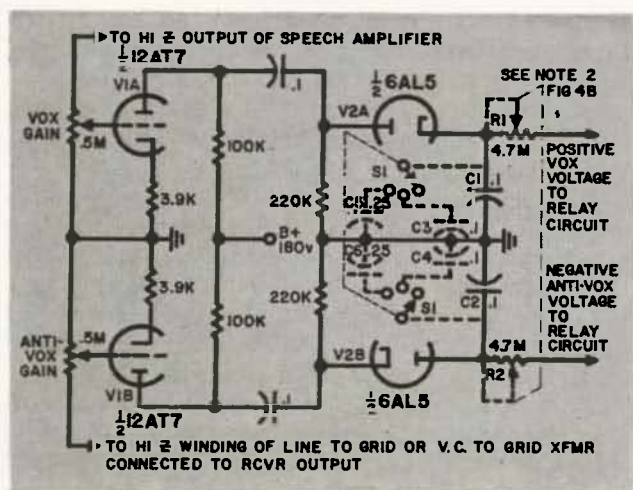 TO HI Z OUTPUT OF SPEECH AMPLIFIER
½12AT7
V1A
VOX
GAIN
.5M
3.9K
100K
.1
220K
V2A
½6AL5
S1
SEE NOTE 2
FIG 4B
R1
4.7M
C1 .1
POSITIVE
VOX
VOLTAGE
TO
RELAY
CIRCUIT
.25
C3 .1
B+
180V
C4 .1
C6 .25
3.9K
ANTI-
VOX
GAIN
.5M
V1B
100K
220K
.1
S1
C2 .1
V2B
½6AL5
4.7M
R2
NEGATIVE
ANTI-VOX
VOLTAGE
TO
RELAY
CIRCUIT
½12AT7
TO HI Z WINDING OF LINE TO GRID OR V.C. TO GRID XFMR
CONNECTED TO RCVR OUTPUT